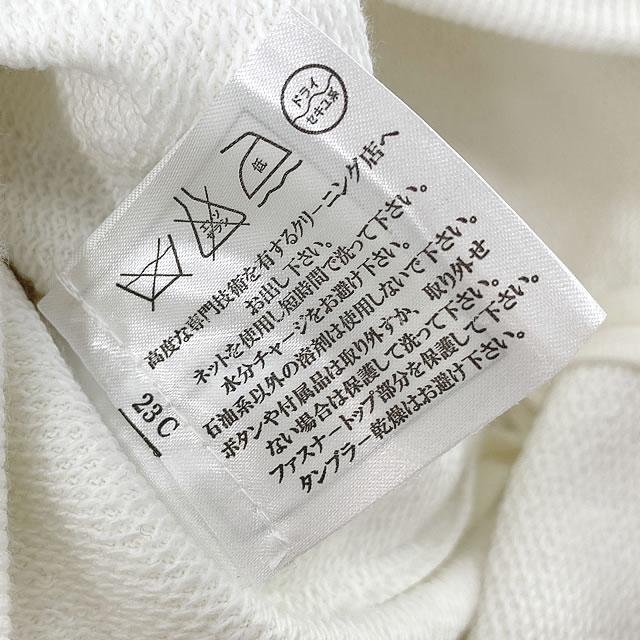 エンソ
サラシ
低
ドライ
セキユ系
高度な専門技術を有するクリーニング店へ
お出し下さい。
ネットを使用し短時間で洗って下さい。
水分チャージをお避け下さい。
石油系以外の溶剤は使用しないで下さい。
ボタンや付属品は取り外すか、取り外せ
ない場合は保護して洗って下さい。
ファスナートップ部分を保護して下さい。
タンブラー乾燥はお避け下さい。
23C